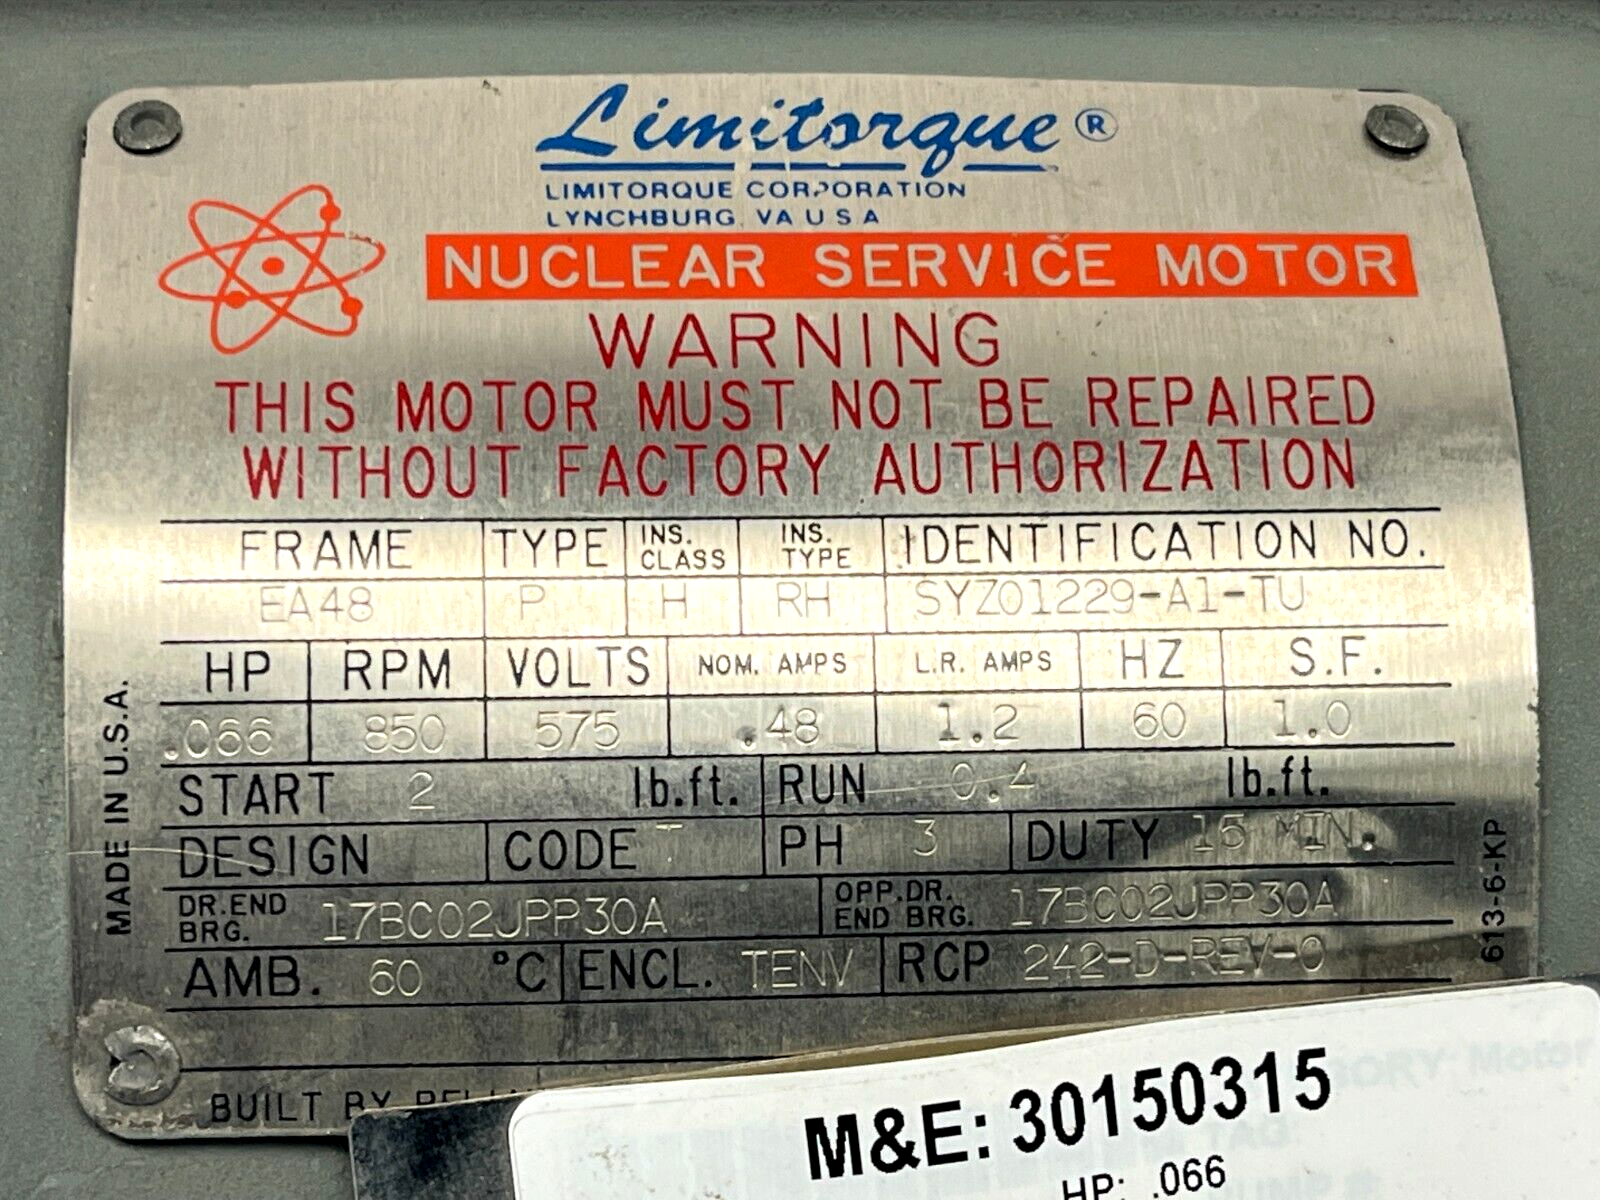 Limitorque®
LIMITORQUE CORPORATION
LYNCHBURG, VA U S A
NUCLEAR SERVICE MOTOR
WARNING
THIS MOTOR MUST NOT BE REPAIRED
WITHOUT FACTORY AUTHORIZATION
FRAME TYPE INS. CLASS INS. TYPE IDENTIFICATION NO.
EA48 P H RH SYZ01229-A1-TU
HP RPM VOLTS NOM. AMPS L.R. AMPS HZ S.F.
.066 850 575 .48 1.2 60 1.0
START 2 lb.ft. RUN 0.4 lb.ft.
DESIGN CODE T PH 3 DUTY 15 MIN.
DR.END BRG. 17BC02JPP30A OPP.DR. END BRG. 17BC02JPP30A
AMB. 60 °C ENCL. TENV RCP 242-D-REV-0
BUILT BY
MADE IN U.S.A.
613-6-KP
M&E: 30150315
HP: .066